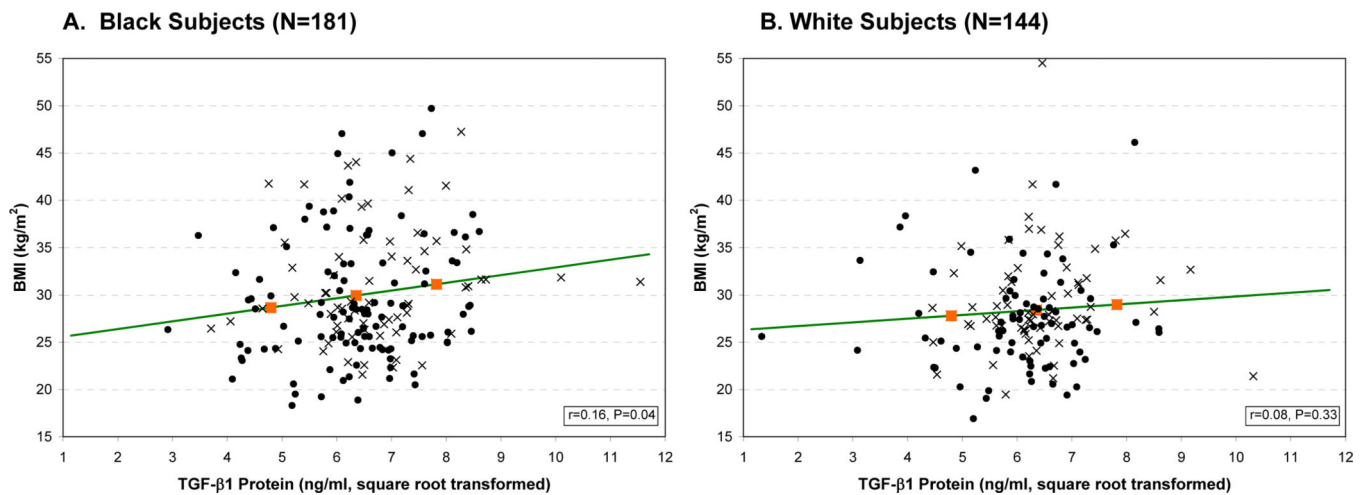 A. Black Subjects (N=181)
B. White Subjects (N=144)
55
50
45
40
35
30
25
20
15
BMI (kg/m²)
r=0.16, P=0.04
1 2 3 4 5 6 7 8 9 10 11 12
TGF-β1 Protein (ng/ml, square root transformed)
55
50
45
40
35
30
25
20
15
BMI (kg/m²)
r=0.08, P=0.33
1 2 3 4 5 6 7 8 9 10 11 12
TGF-β1 Protein (ng/ml, square root transformed)